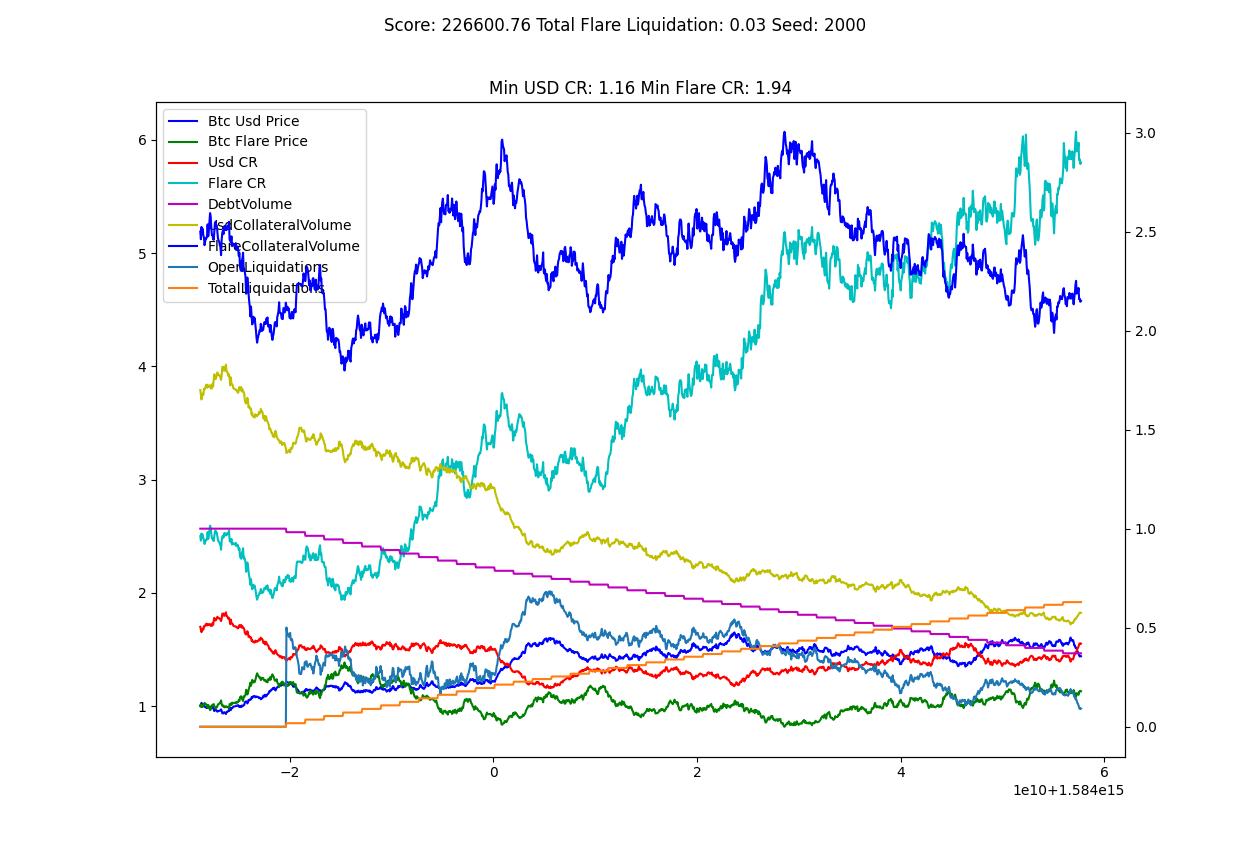 Score: 226600.76 Total Flare Liquidation: 0.03 Seed: 2000
Min USD CR: 1.16 Min Flare CR: 1.94
Btc Usd Price
Btc Flare Price
Usd CR
Flare CR
DebtVolume
UsdCollateralVolume
FlareCollateralVolume
OpenLiquidations
TotalLiquidations
6
5
4
3
2
1
3.0
2.5
2.0
1.5
1.0
0.5
0.0
−2
0
2
4
6
1e10+1.584e15